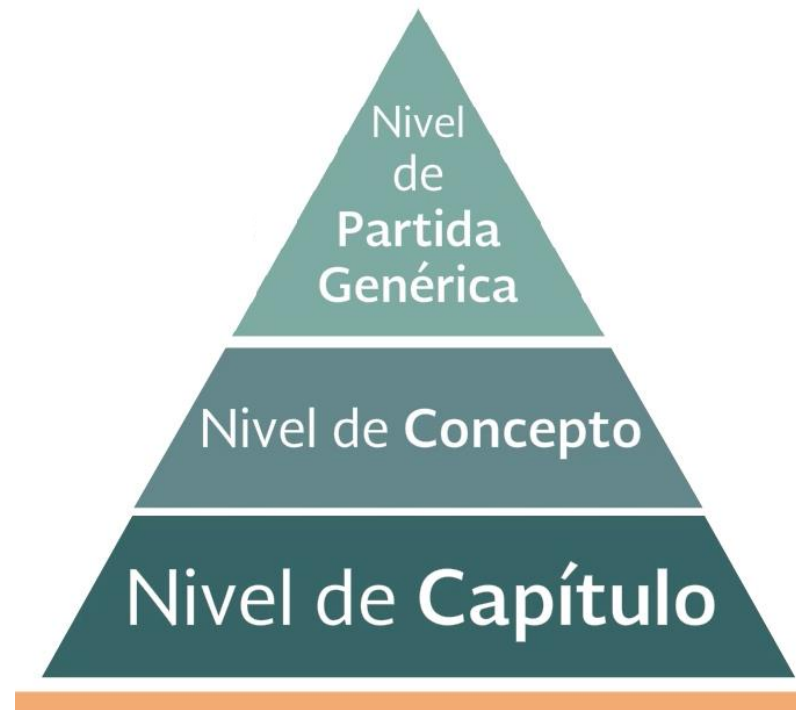 Nivel
de
Partida
Genérica
Nivel de Concepto
Nivel de Capítulo